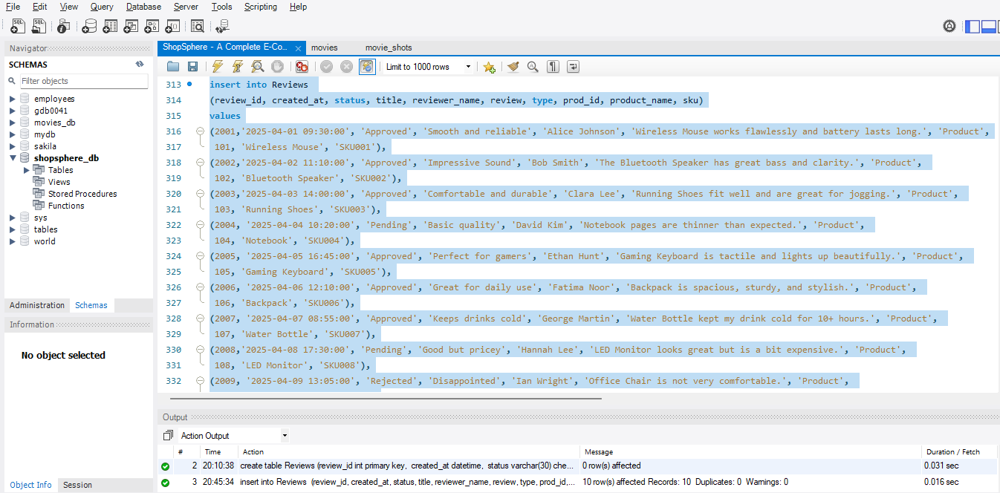 File Edit View Query Database Server Tools Scripting Help
Navigator
SCHEMAS
Filter objects
employees
gdb0041
movies_db
mydb
sakila
shopsphere_db
Tables
Views
Stored Procedures
Functions
sys
tables
world
Administration Schemas
Information
No object selected
Object Info Session
ShopSphere - A Complete E-Co... movies movie_shots
Limit to 1000 rows
313 insert into Reviews
314 (review_id, created_at, status, title, reviewer_name, review, type, prod_id, product_name, sku)
315 values
316 (2001,'2025-04-01 09:30:00', 'Approved', 'Smooth and reliable', 'Alice Johnson', 'Wireless Mouse works flawlessly and battery lasts long.', 'Product',
317 101, 'Wireless Mouse', 'SKU001'),
318 (2002,'2025-04-02 11:10:00', 'Approved', 'Impressive Sound', 'Bob Smith', 'The Bluetooth Speaker has great bass and clarity.', 'Product',
319 102, 'Bluetooth Speaker', 'SKU002'),
320 (2003,'2025-04-03 14:00:00', 'Approved', 'Comfortable and durable', 'Clara Lee', 'Running Shoes fit well and are great for jogging.', 'Product',
321 103, 'Running Shoes', 'SKU003'),
322 (2004, '2025-04-04 10:20:00', 'Pending', 'Basic quality', 'David Kim', 'Notebook pages are thinner than expected.', 'Product',
323 104, 'Notebook', 'SKU004'),
324 (2005, '2025-04-05 16:45:00', 'Approved', 'Perfect for gamers', 'Ethan Hunt', 'Gaming Keyboard is tactile and lights up beautifully.', 'Product',
325 105, 'Gaming Keyboard', 'SKU005'),
326 (2006, '2025-04-06 12:10:00', 'Approved', 'Great for daily use', 'Fatima Noor', 'Backpack is spacious, sturdy, and stylish.', 'Product',
327 106, 'Backpack', 'SKU006'),
328 (2007, '2025-04-07 08:55:00', 'Approved', 'Keeps drinks cold', 'George Martin', 'Water Bottle kept my drink cold for 10+ hours.', 'Product',
329 107, 'Water Bottle', 'SKU007'),
330 (2008,'2025-04-08 17:30:00', 'Pending', 'Good but pricey', 'Hannah Lee', 'LED Monitor looks great but is a bit expensive.', 'Product',
331 108, 'LED Monitor', 'SKU008'),
332 (2009, '2025-04-09 13:05:00', 'Rejected', 'Disappointed', 'Ian Wright', 'Office Chair is not very comfortable.', 'Product',
Output
Action Output
# Time Action Message Duration / Fetch
2 20:10:38 create table Reviews (review_id int primary key, created_at datetime, status varchar(30) che... 0 row(s) affected 0.031 sec
3 20:45:34 insert into Reviews (review_id, created_at, status, title, reviewer_name, review, type, prod_id,... 10 row(s) affected Records: 10 Duplicates: 0 Warnings: 0 0.016 sec